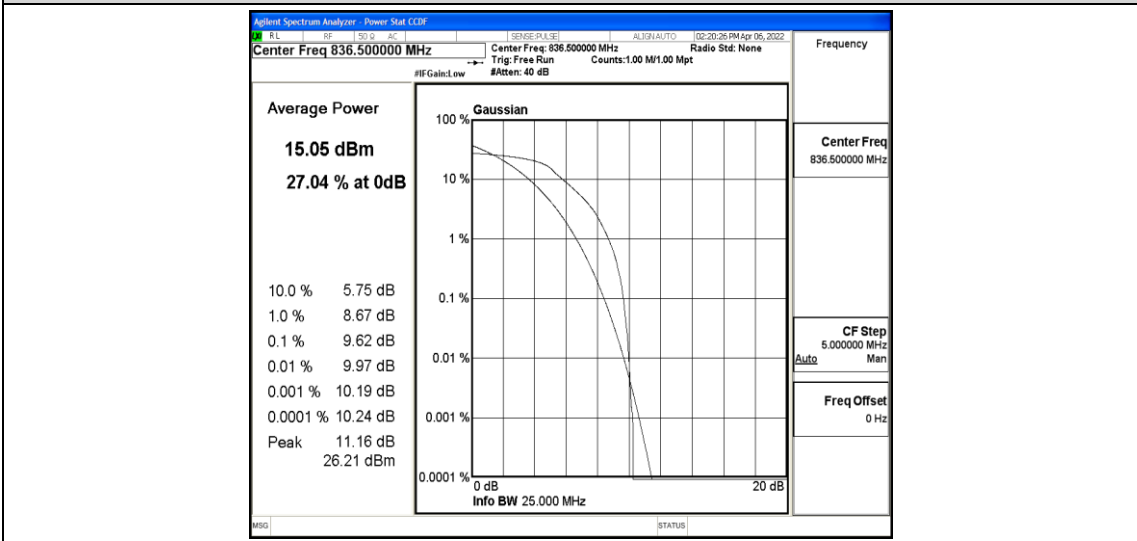 Agilent Spectrum Analyzer - Power Stat CCDF
LXI RL RF 50 Ω AC SENSE:PULSE ALIGN AUTO 02:20:26 PM Apr 06, 2022
Center Freq 836.500000 MHz Center Freq: 836.500000 MHz Radio Std: None
Trig: Free Run Counts:1.00 M/1.00 Mpt
#IFGain:Low #Atten: 40 dB
Frequency
Average Power
15.05 dBm
27.04 % at 0dB
10.0 % 5.75 dB
1.0 % 8.67 dB
0.1 % 9.62 dB
0.01 % 9.97 dB
0.001 % 10.19 dB
0.0001 % 10.24 dB
Peak 11.16 dB
26.21 dBm
Gaussian
100 %
10 %
1 %
0.1 %
0.01 %
0.001 %
0.0001 %
0 dB 20 dB
Info BW 25.000 MHz
Center Freq
836.500000 MHz
CF Step
5.000000 MHz
Auto Man
Freq Offset
0 Hz
MSG STATUS